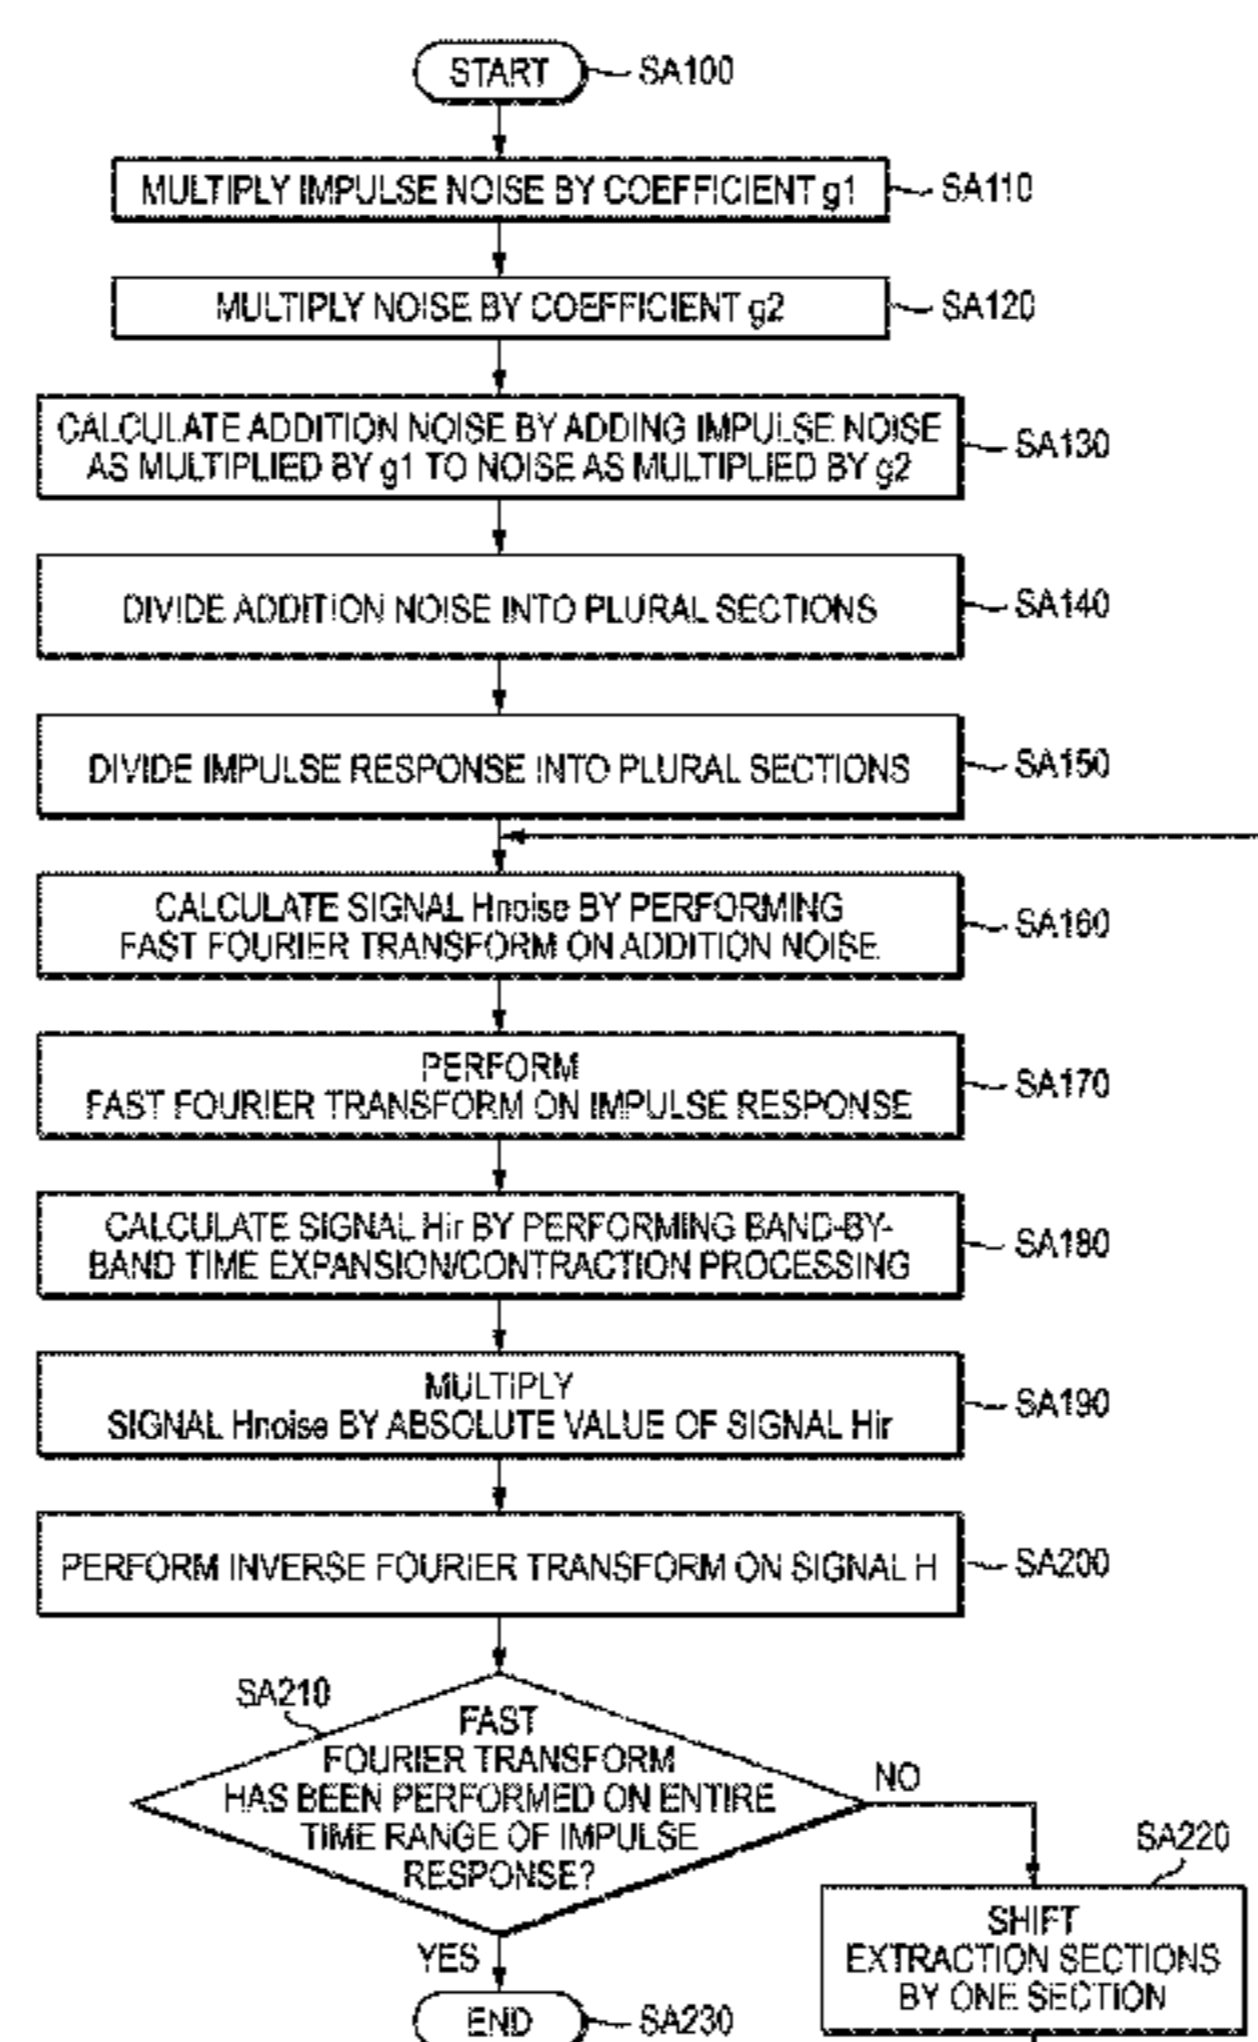 START
SA100
MULTIPLY IMPULSE NOISE BY COEFFICIENT g1
SA110
MULTIPLY NOISE BY COEFFICIENT g2
SA120
CALCULATE ADDITION NOISE BY ADDING IMPULSE NOISE
AS MULTIPLIED BY g1 TO NOISE AS MULTIPLIED BY g2
SA130
DIVIDE ADDITION NOISE INTO PLURAL SECTIONS
SA140
DIVIDE IMPULSE RESPONSE INTO PLURAL SECTIONS
SA150
CALCULATE SIGNAL Hnoise BY PERFORMING
FAST FOURIER TRANSFORM ON ADDITION NOISE
SA160
PERFORM
FAST FOURIER TRANSFORM ON IMPULSE RESPONSE
SA170
CALCULATE SIGNAL Hir BY PERFORMING BAND-BY-
BAND TIME EXPANSION/CONTRACTION PROCESSING
SA180
MULTIPLY
SIGNAL Hnoise BY ABSOLUTE VALUE OF SIGNAL Hir
SA190
PERFORM INVERSE FOURIER TRANSFORM ON SIGNAL H
SA200
SA210
FAST
FOURIER TRANSFORM
HAS BEEN PERFORMED ON ENTIRE
TIME RANGE OF IMPULSE
RESPONSE?
NO
SA220
SHIFT
EXTRACTION SECTIONS
BY ONE SECTION
YES
END
SA230